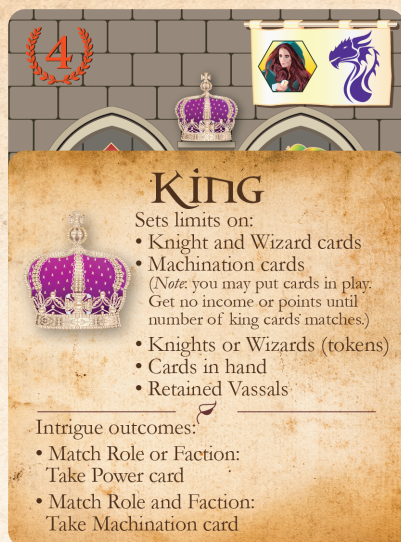 4
King
Sets limits on:
• Knight and Wizard cards
• Machination cards
(Note: you may put cards in play.
Get no income or points until
number of king cards matches.)
• Knights or Wizards (tokens)
• Cards in hand
• Retained Vassals
Intrigue outcomes:
• Match Role or Faction:
Take Power card
• Match Role and Faction:
Take Machination card